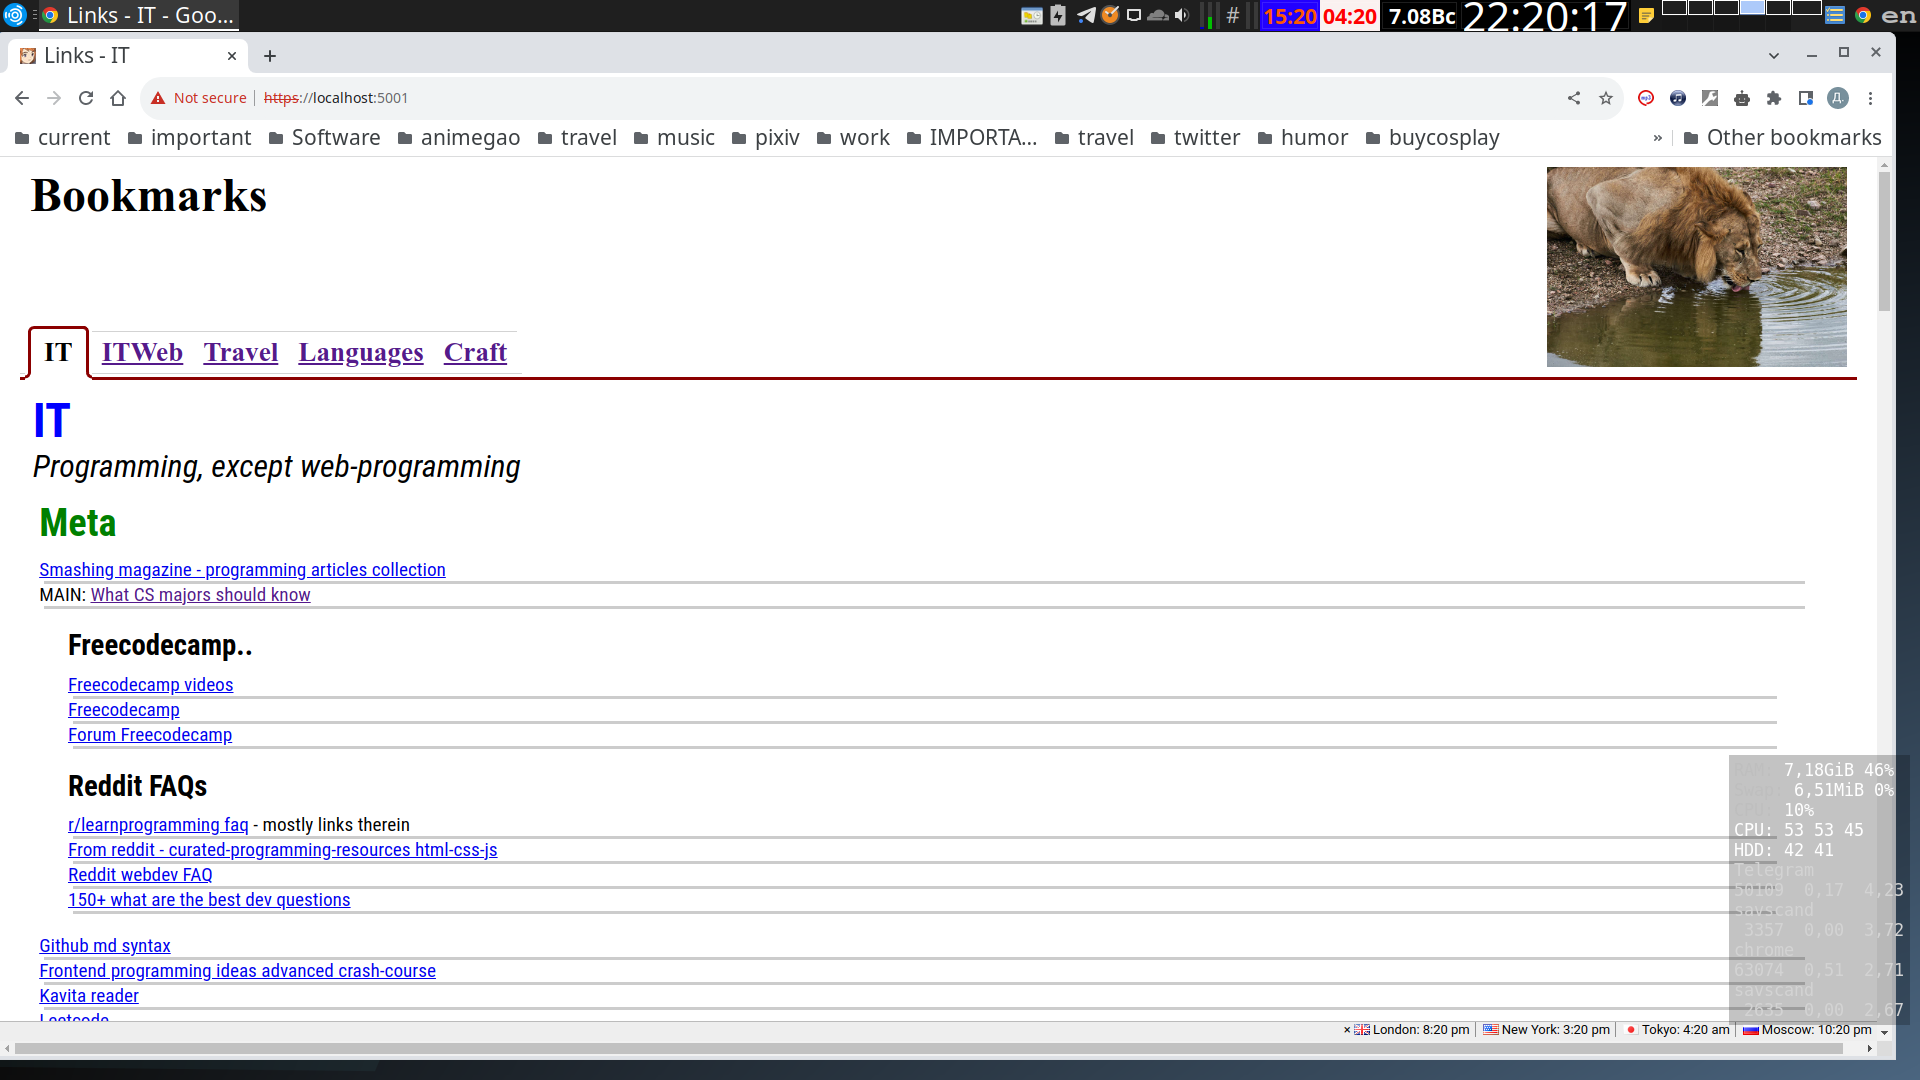 Links - IT - Goo...
# 15:20 04:20 7.08Bc 22:20:17 en
Links - IT
Not secure https://localhost:5001
current important Software animegao travel music pixiv work IMPORTA... travel twitter humor buycosplay » Other bookmarks
Bookmarks
IT ITWeb Travel Languages Craft
IT
Programming, except web-programming
Meta
Smashing magazine - programming articles collection
MAIN: What CS majors should know
Freecodecamp..
Freecodecamp videos
Freecodecamp
Forum Freecodecamp
Reddit FAQs
r/learnprogramming faq - mostly links therein
From reddit - curated-programming-resources html-css-js
Reddit webdev FAQ
150+ what are the best dev questions
Github md syntax
Frontend programming ideas advanced crash-course
Kavita reader
Leetcode
RAM: 7,18GiB 46%
Swap: 6,51MiB 0%
CPU: 10%
CPU: 53 53 45
HDD: 42 41
Telegram
50109 0,17 4,23
savscand
3357 0,00 3,72
chrome
63074 0,51 2,71
savscand
2635 0,00 2,67
× London: 8:20 pm New York: 3:20 pm Tokyo: 4:20 am Moscow: 10:20 pm